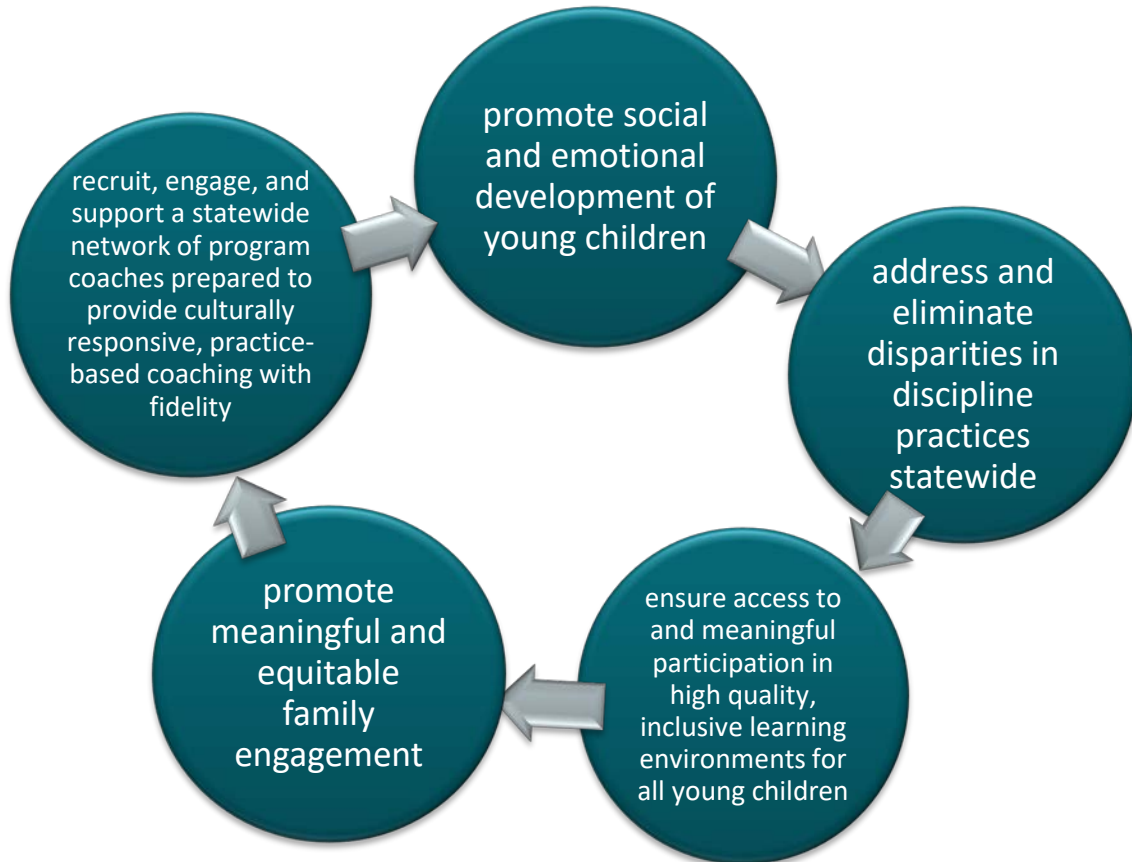 promote social
and emotional
development of
young children
address and
eliminate
disparities in
discipline
practices
statewide
ensure access to
and meaningful
participation in
high quality,
inclusive learning
environments for
all young children
promote
meaningful and
equitable
family
engagement
recruit, engage, and
support a statewide
network of program
coaches prepared to
provide culturally
responsive, practice-
based coaching with
fidelity